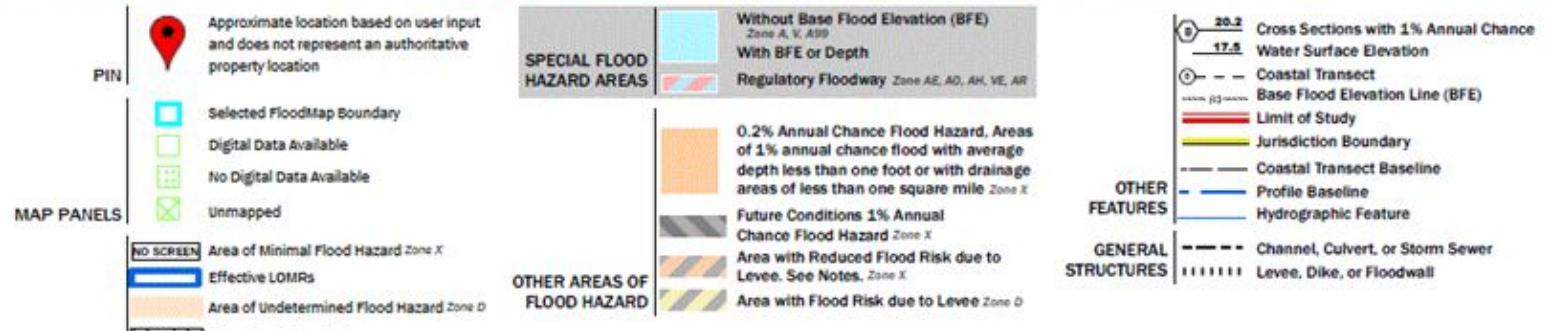 PIN
Approximate location based on user input
and does not represent an authoritative
property location
MAP PANELS
Selected FloodMap Boundary
Digital Data Available
No Digital Data Available
Unmapped
NO SCREEN Area of Minimal Flood Hazard Zone X
Effective LOMRs
Area of Undetermined Flood Hazard Zone D
SPECIAL FLOOD
HAZARD AREAS
Without Base Flood Elevation (BFE)
Zone A, V, A99
With BFE or Depth
Regulatory Floodway Zone AE, AO, AH, VE, AR
OTHER AREAS OF
FLOOD HAZARD
0.2% Annual Chance Flood Hazard, Areas
of 1% annual chance flood with average
depth less than one foot or with drainage
areas of less than one square mile Zone X
Future Conditions 1% Annual
Chance Flood Hazard Zone X
Area with Reduced Flood Risk due to
Levee. See Notes. Zone X
Area with Flood Risk due to Levee Zone D
OTHER
FEATURES
20.2 Cross Sections with 1% Annual Chance
17.5 Water Surface Elevation
Coastal Transect
Base Flood Elevation Line (BFE)
Limit of Study
Jurisdiction Boundary
Coastal Transect Baseline
Profile Baseline
Hydrographic Feature
GENERAL
STRUCTURES
Channel, Culvert, or Storm Sewer
Levee, Dike, or Floodwall